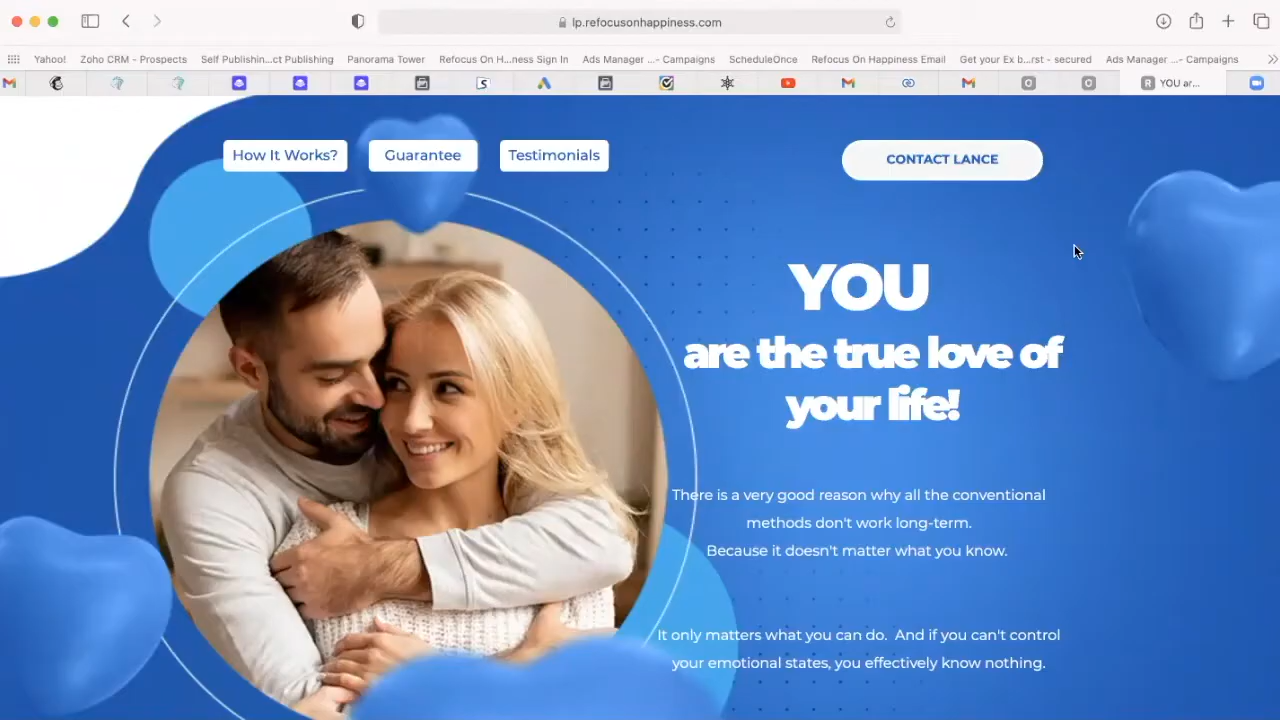 lp.refocusonhappiness.com
Yahoo!
Zoho CRM - Prospects
Self Publishin...ct Publishing
Panorama Tower
Refocus On H...ness Sign In
Ads Manager ...- Campaigns
ScheduleOnce
Refocus On Happiness Email
Get your Ex b...rst - secured
Ads Manager ...- Campaigns
R YOU ar...
How It Works?
Guarantee
Testimonials
CONTACT LANCE
YOU
are the true love of
your life!
There is a very good reason why all the conventional
methods don't work long-term.
Because it doesn't matter what you know.
It only matters what you can do. And if you can't control
your emotional states, you effectively know nothing.